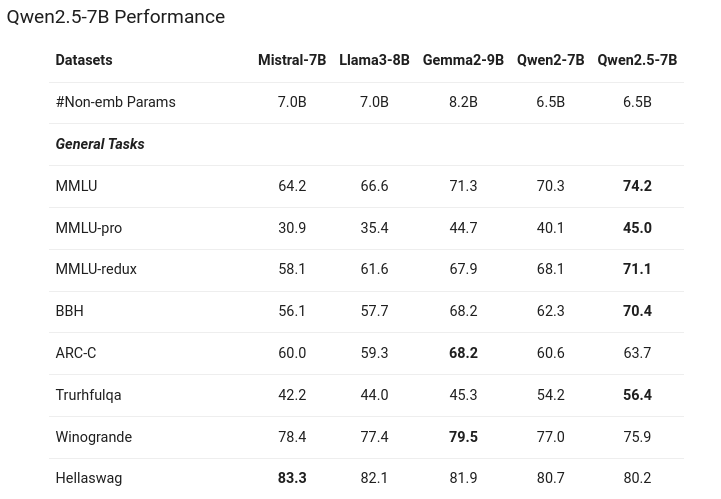 Qwen2.5-7B Performance
Datasets Mistral-7B Llama3-8B Gemma2-9B Qwen2-7B Qwen2.5-7B
#Non-emb Params 7.0B 7.0B 8.2B 6.5B 6.5B
General Tasks
MMLU 64.2 66.6 71.3 70.3 74.2
MMLU-pro 30.9 35.4 44.7 40.1 45.0
MMLU-redux 58.1 61.6 67.9 68.1 71.1
BBH 56.1 57.7 68.2 62.3 70.4
ARC-C 60.0 59.3 68.2 60.6 63.7
Trurhfulqa 42.2 44.0 45.3 54.2 56.4
Winogrande 78.4 77.4 79.5 77.0 75.9
Hellaswag 83.3 82.1 81.9 80.7 80.2